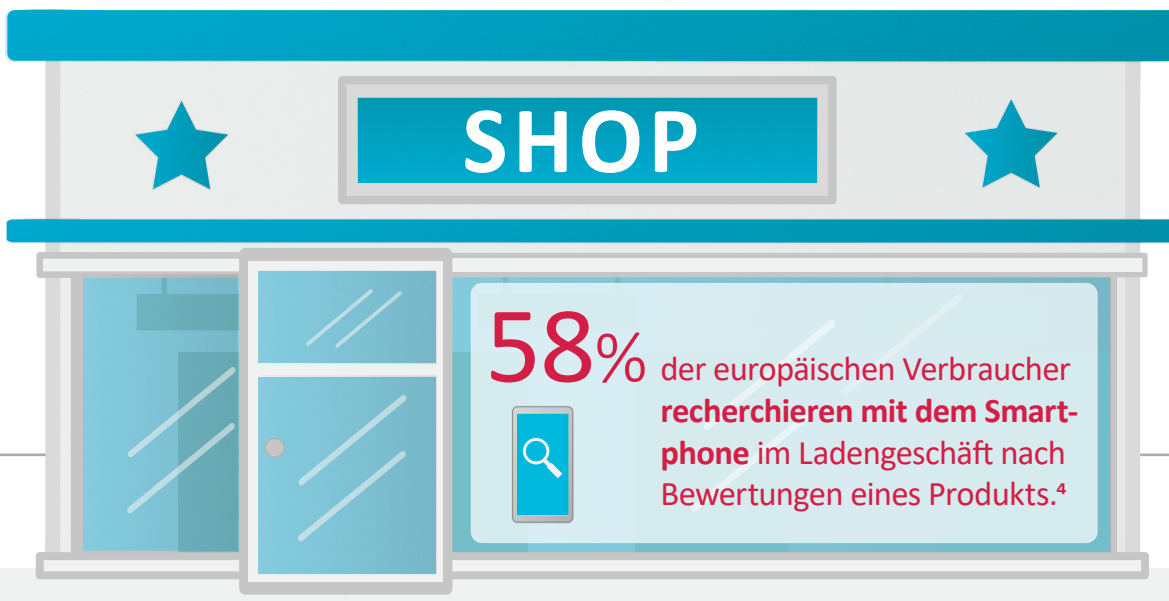 SHOP
58% der europäischen Verbraucher
recherchieren mit dem Smart-
phone im Ladengeschäft nach
Bewertungen eines Produkts.⁴